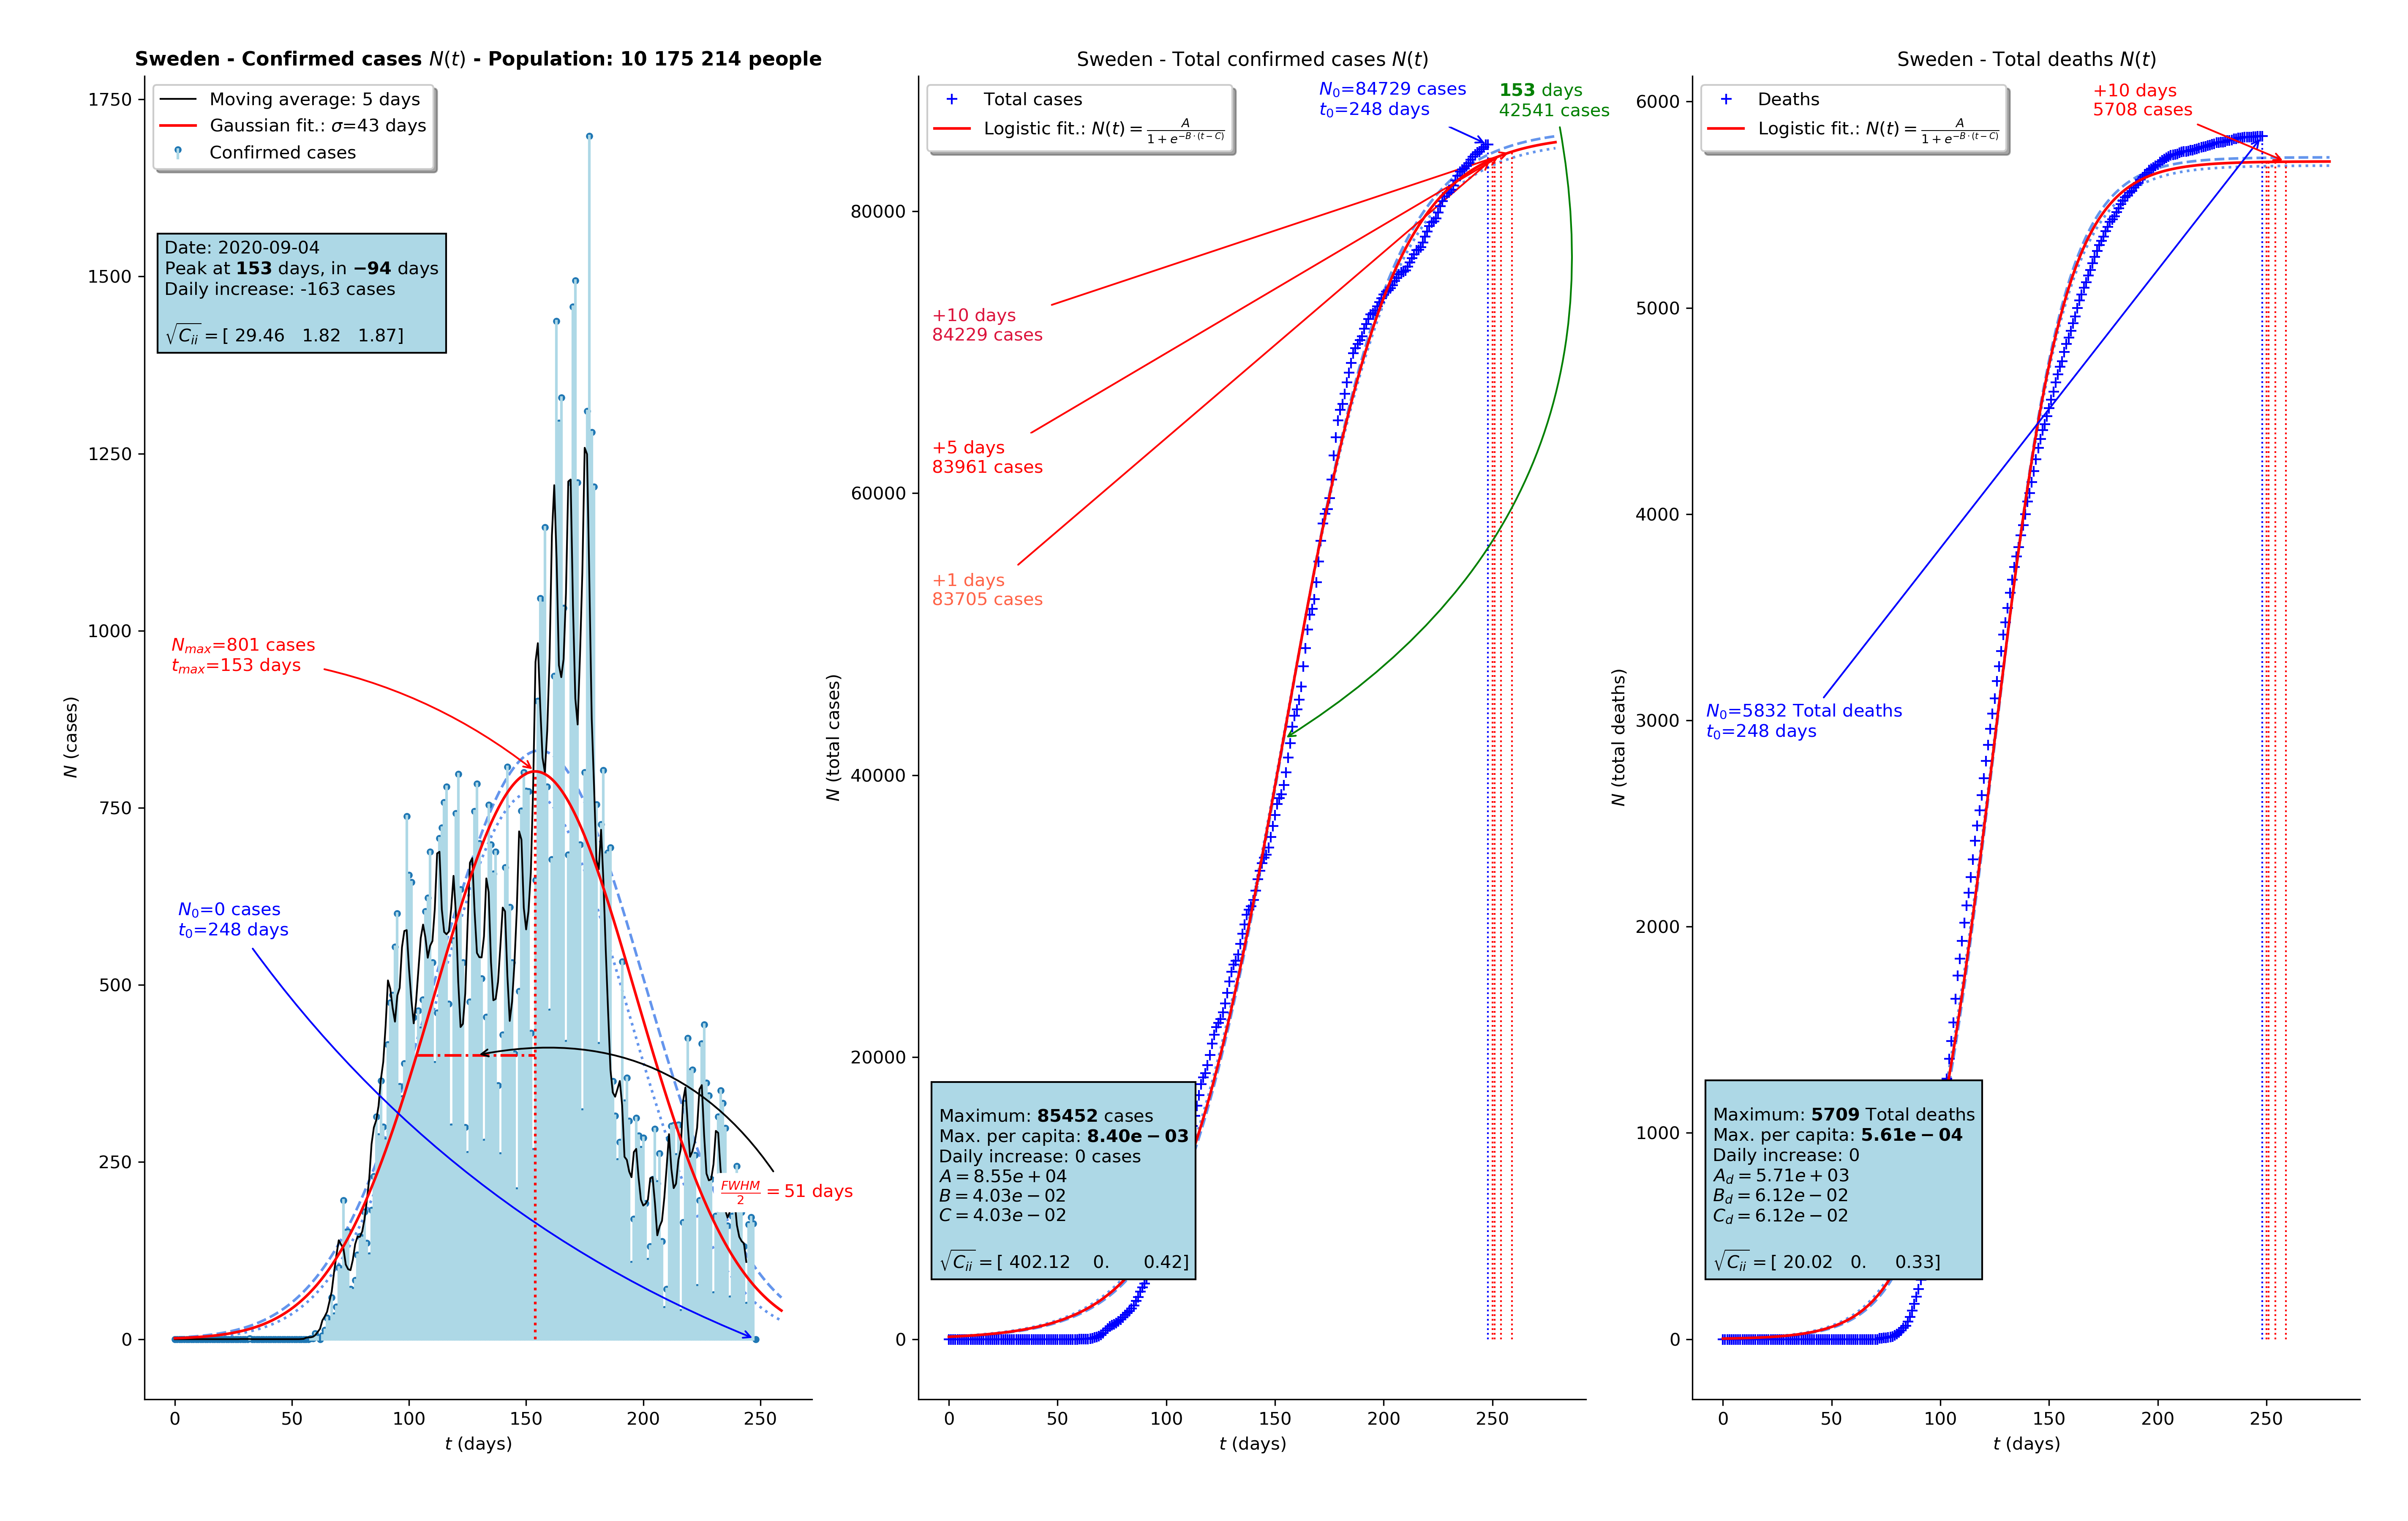 Sweden - Confirmed cases N(t) - Population: 10 175 214 people
Moving average: 5 days
Gaussian fit.: σ=43 days
Confirmed cases
Date: 2020-09-04
Peak at 153 days, in −94 days
Daily increase: -163 cases
√C_ii = [ 29.46 1.82 1.87]
N_max=801 cases
t_max=153 days
N_0=0 cases
t_0=248 days
FWHM/2 = 51 days
1750
1500
1250
1000
750
500
250
0
N (cases)
0 50 100 150 200 250
t (days)
Sweden - Total confirmed cases N(t)
Total cases
Logistic fit.: N(t) = A/(1+e^{−B·(t−C)})
N_0=84729 cases
t_0=248 days
153 days
42541 cases
+10 days
84229 cases
+5 days
83961 cases
+1 days
83705 cases
Maximum: 85452 cases
Max. per capita: 8.40e − 03
Daily increase: 0 cases
A = 8.55e + 04
B = 4.03e − 02
C = 4.03e − 02
√C_ii = [ 402.12 0. 0.42]
80000
60000
40000
20000
0
N (total cases)
0 50 100 150 200 250
t (days)
Sweden - Total deaths N(t)
Deaths
Logistic fit.: N(t) = A/(1+e^{−B·(t−C)})
+10 days
5708 cases
N_0=5832 Total deaths
t_0=248 days
Maximum: 5709 Total deaths
Max. per capita: 5.61e − 04
Daily increase: 0
A_d = 5.71e + 03
B_d = 6.12e − 02
C_d = 6.12e − 02
√C_ii = [ 20.02 0. 0.33]
6000
5000
4000
3000
2000
1000
0
N (total deaths)
0 50 100 150 200 250
t (days)